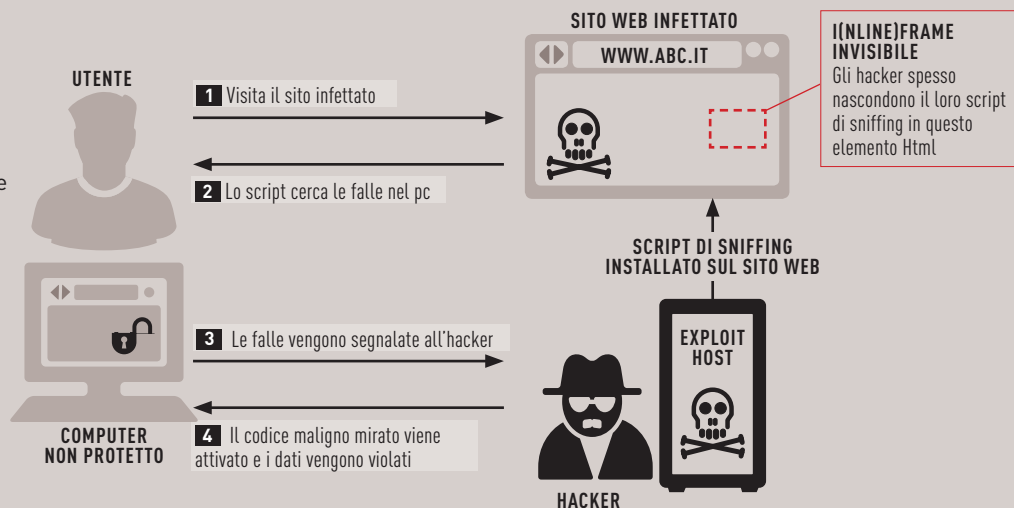 SITO WEB INFETTATO
WWW.ABC.IT
I(NLINE)FRAME
INVISIBILE
Gli hacker spesso
nascondono il loro script
di sniffing in questo
elemento Html
UTENTE
1 Visita il sito infettato
e
2 Lo script cerca le falle nel pc
SCRIPT DI SNIFFING
INSTALLATO SUL SITO WEB
3 Le falle vengono segnalate all'hacker
EXPLOIT
HOST
4 Il codice maligno mirato viene
attivato e i dati vengono violati
COMPUTER
NON PROTETTO
HACKER